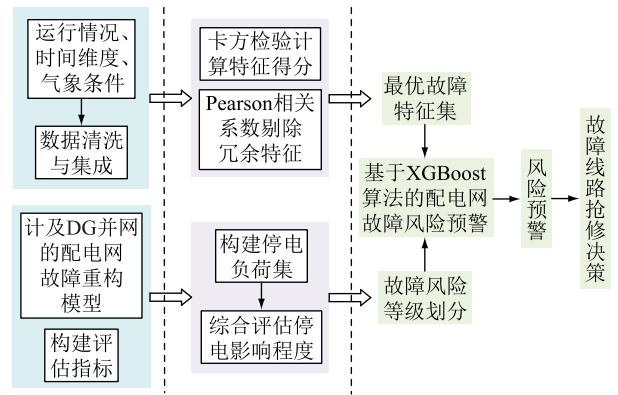 运行情况、
时间维度、
气象条件
数据清洗
与集成
卡方检验计
算特征得分
Pearson相关
系数剔除
冗余特征
最优故障
特征集
基于XGBoost
算法的配电网
故障风险预警
风险预警
故障线路抢修决策
计及DG并网
的配电网
故障重构
模型
构建评
估指标
构建停电
负荷集
综合评估停
电影响程度
故障风险
等级划分